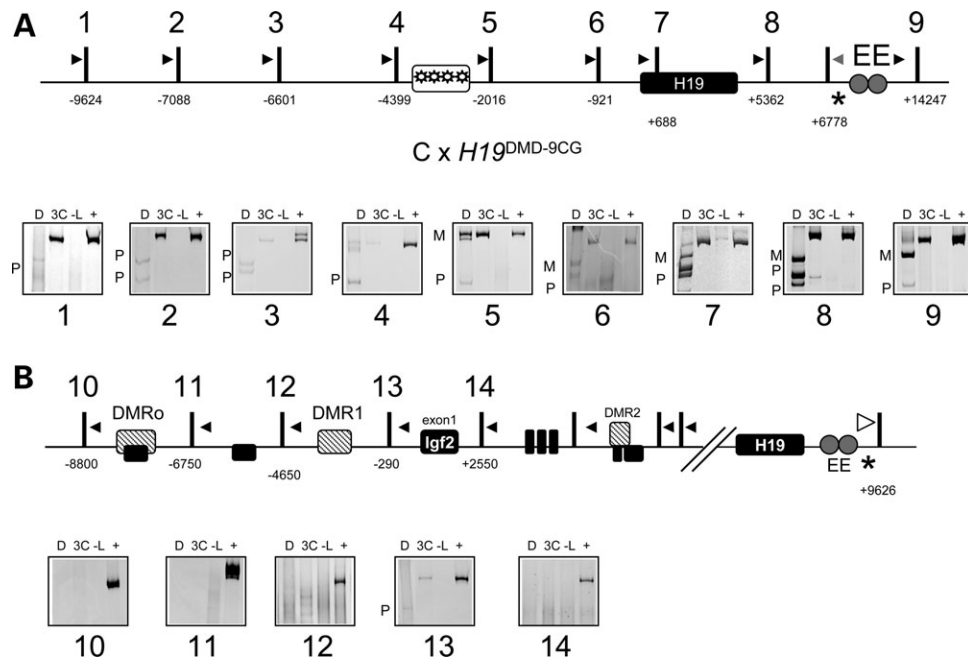 A
1 2 3 4 5 6 7 8 EE 9
H19
-9624 -7088 -6601 -4399 -2016 -921 +5362 * +14247
+688 +6778
C x H19DMD-9CG
D 3C -L + D 3C -L + D 3C -L + D 3C -L + D 3C -L + D 3C -L + D 3C -L + D 3C -L + D 3C -L +
P P P P P P P M P M P M P M P M P
1 2 3 4 5 6 7 8 9
B
10 11 12 13 14
DMRo DMR1 exon1 DMR2
Igf2 H19
EE *
-8800 -6750 -4650 -290 +2550 +9626
D 3C -L + D 3C -L + D 3C -L + D 3C -L + D 3C -L +
P
10 11 12 13 14